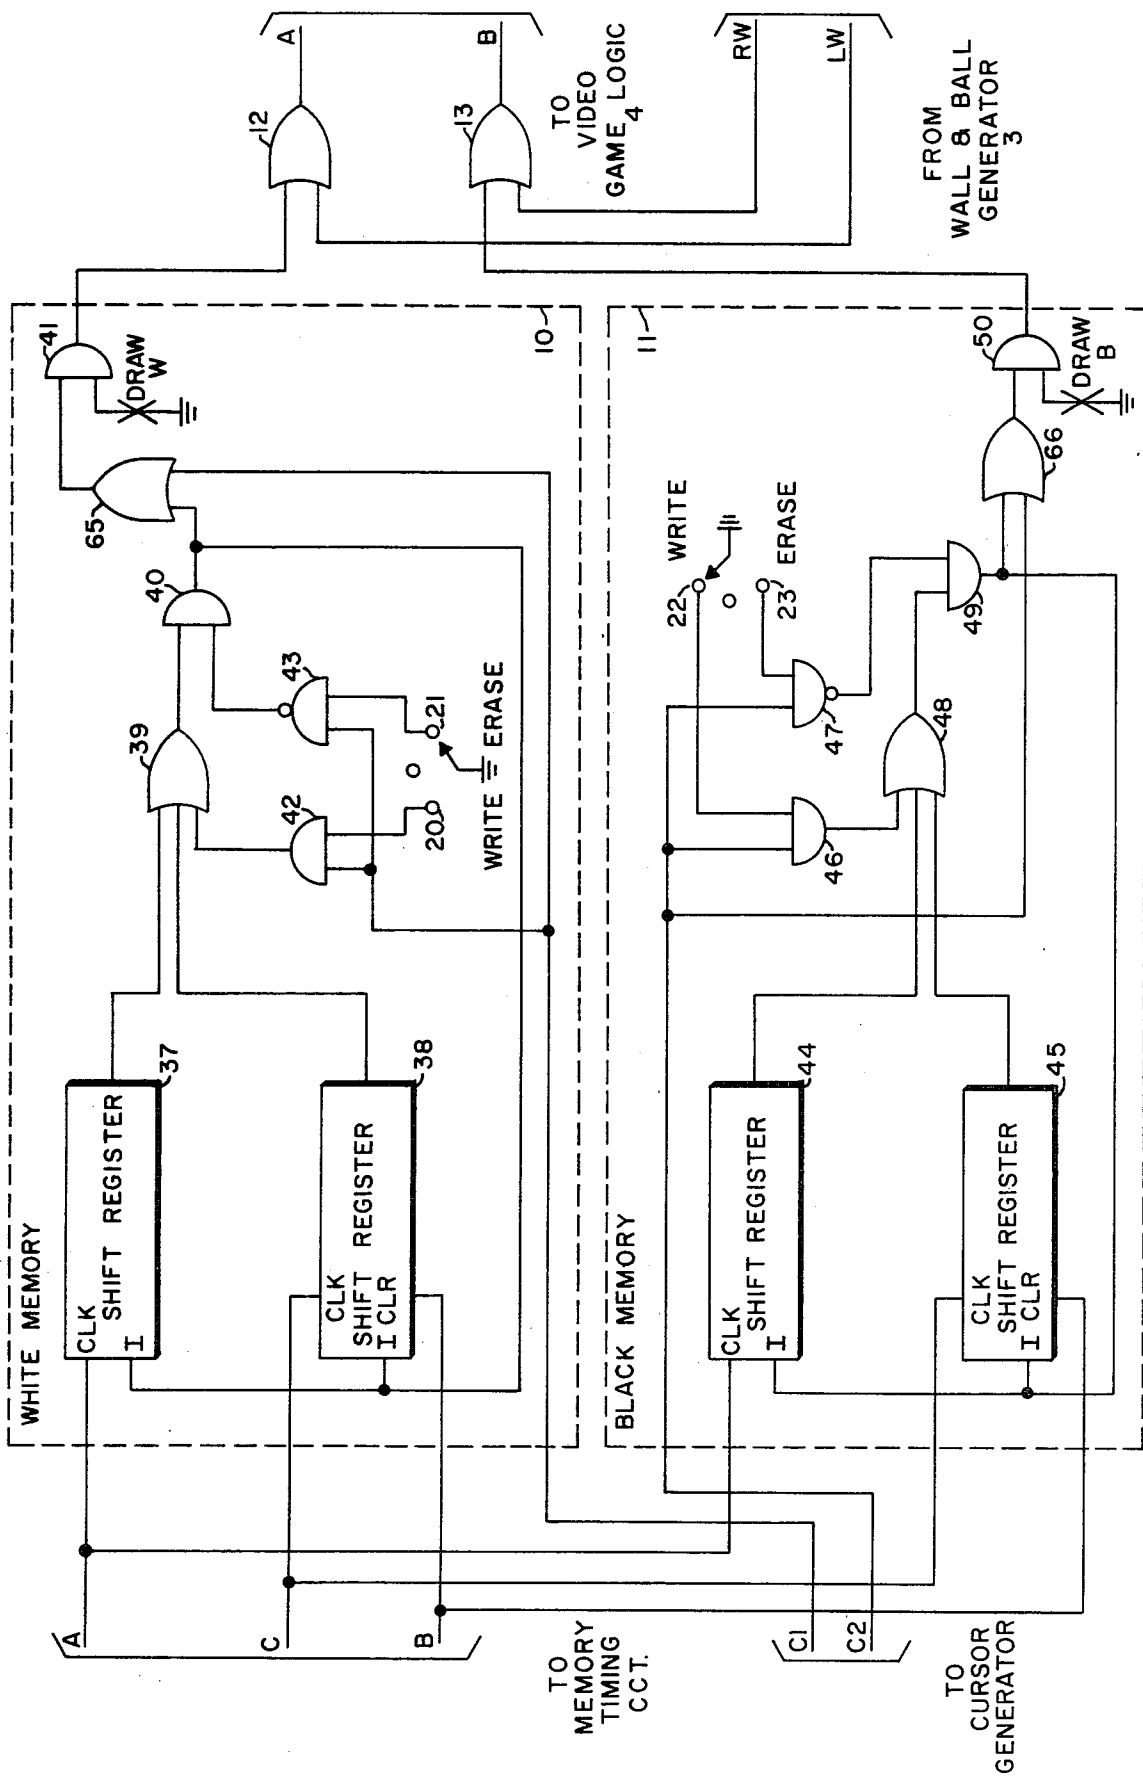 A
C
B
TO
MEMORY
TIMING
CCT.
C1
C2
TO
CURSOR
GENERATOR
WHITE MEMORY
CLK
SHIFT REGISTER
I
37
CLK
SHIFT REGISTER
I CLR
38
39
40
41
42
43
65
20
21
WRITE
ERASE
DRAW
W
10
BLACK MEMORY
CLK
SHIFT REGISTER
I
44
CLK
SHIFT REGISTER
I CLR
45
46
47
48
49
50
66
22
WRITE
23
ERASE
DRAW
B
11
12
A
13
B
TO
VIDEO
GAME LOGIC
4
RW
LW
FROM
WALL & BALL
GENERATOR
3